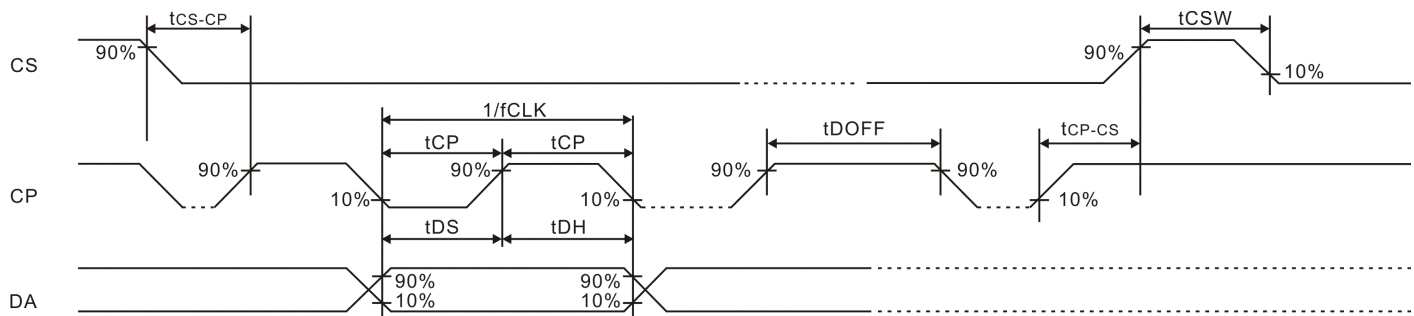 tCS-CP
tCSW
CS
90%
90%
10%
1/fCLK
tCP
tCP
tDOFF
tCP-CS
CP
90%
10%
90%
10%
90%
90%
10%
tDS
tDH
DA
90%
90%
10%
10%